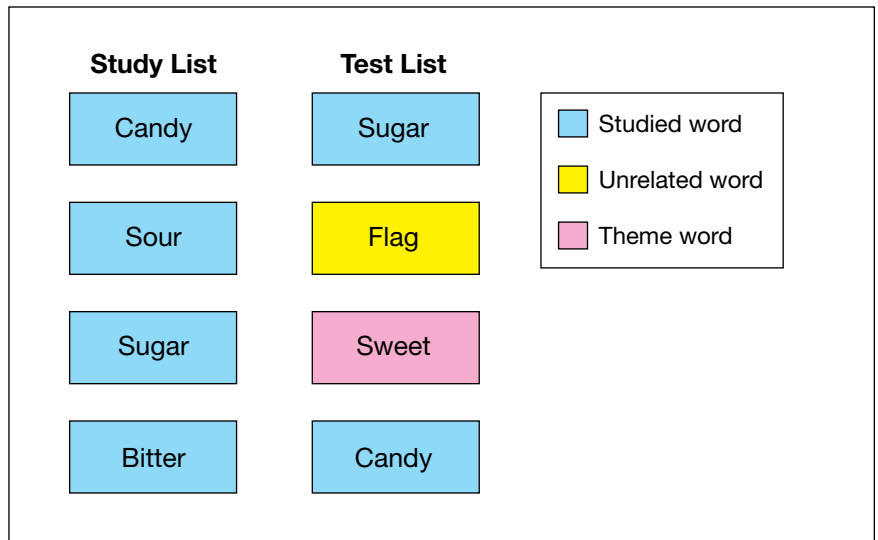 Study List
Test List
Candy
Sugar
Studied word
Unrelated word
Theme word
Sour
Flag
Sugar
Sweet
Bitter
Candy